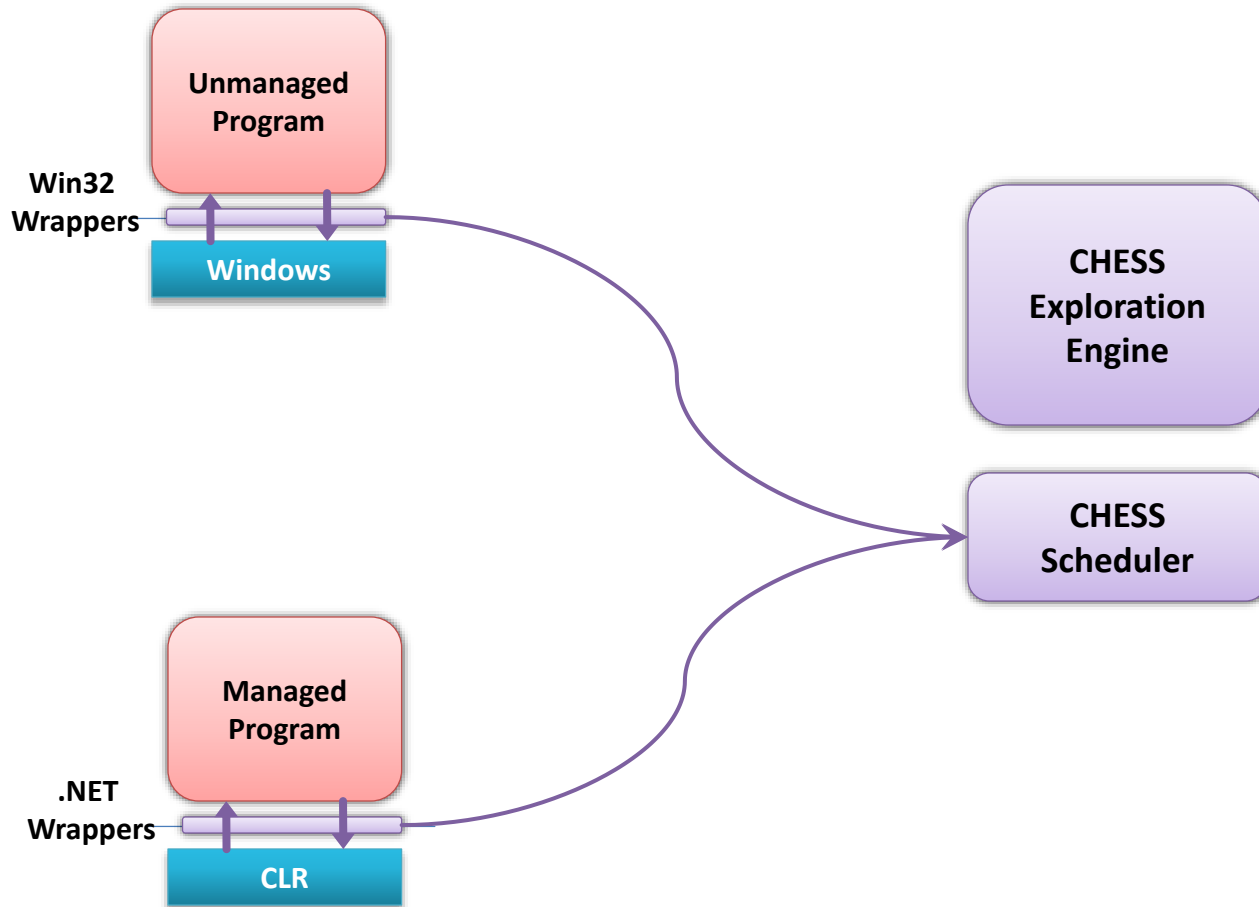 Unmanaged
Program
Win32
Wrappers
Windows
CHESS
Exploration
Engine
CHESS
Scheduler
Managed
Program
.NET
Wrappers
CLR